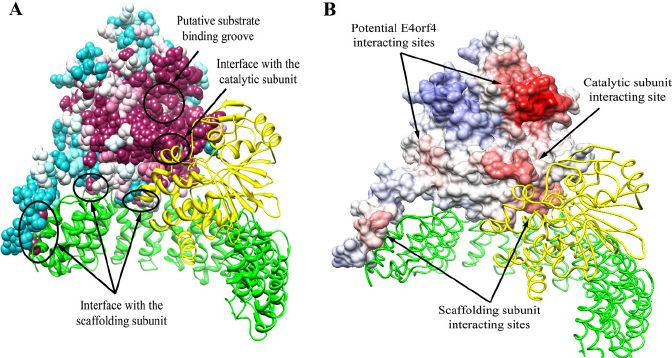 A
Putative substrate
binding groove
Interface with the
catalytic subunit
Interface with the
scaffolding subunit
B
Potential E4orf4
interacting sites
Catalytic subunit
interacting site
Scaffolding subunit
interacting sites